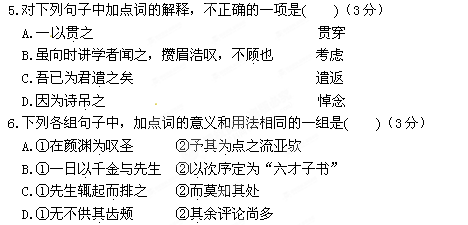 5.对下列句子中加点词的解释，不正确的一项是(　　)(3分)
A.一以贯之　　贯穿
B.虽向时讲学者闻之，攒眉浩叹，不顾也　　考虑
C.吾已为君遣之矣　　遣返
D.因为诗吊之　　悼念
6.下列各组句子中，加点词的意义和用法相同的一组是(　　)(3分)
A.①在颜渊为叹圣　　②予其为点之流亚欤
B.①一日以千金与先生　　②以次序定为“六才子书”
C.①先生辄起而排之　　②而莫知其处
D.①无不供其齿颊　　②其余评论尚多